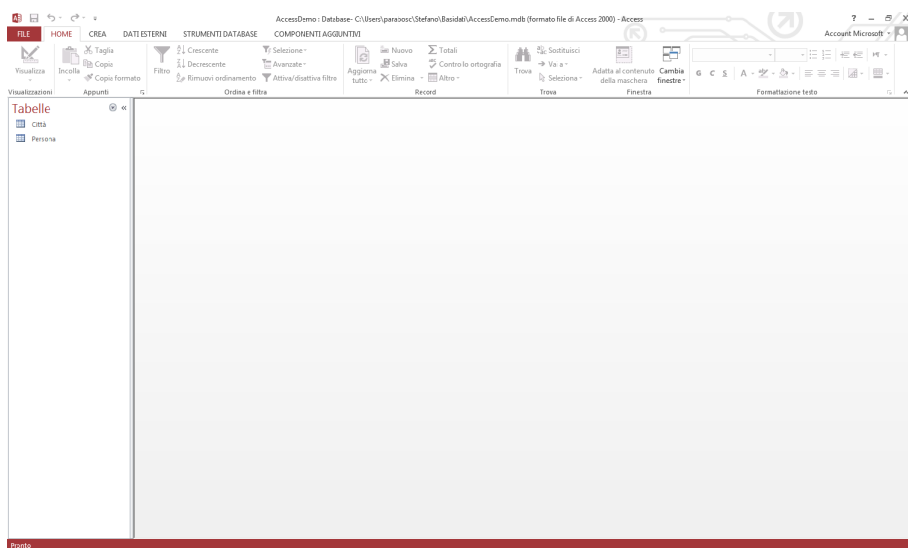 AccessDemo : Database- C:\Users\paraboschi\Stefano\Basidati\AccessDemo.mdb (formato file di Access 2000) - Access
FILE HOME CREA DATI ESTERNI STRUMENTI DATABASE COMPONENTI AGGIUNTIVI Account Microsoft
Visualizza
Incolla
Taglia
Copia
Copia formato
Filtro
Crescente
Decrescente
Rimuovi ordinamento
Selezione
Avanzate
Attiva/disattiva filtro
Aggiorna
tutto
Nuovo
Salva
Elimina
Totali
Controllo ortografia
Altro
Trova
Sostituisci
Vai a
Seleziona
Adatta al contenuto
della maschera
Cambia
finestre
G C S A
Visualizzazioni Appunti Ordina e filtra Record Trova Finestra Formattazione testo
Tabelle
Città
Persona
Pronto